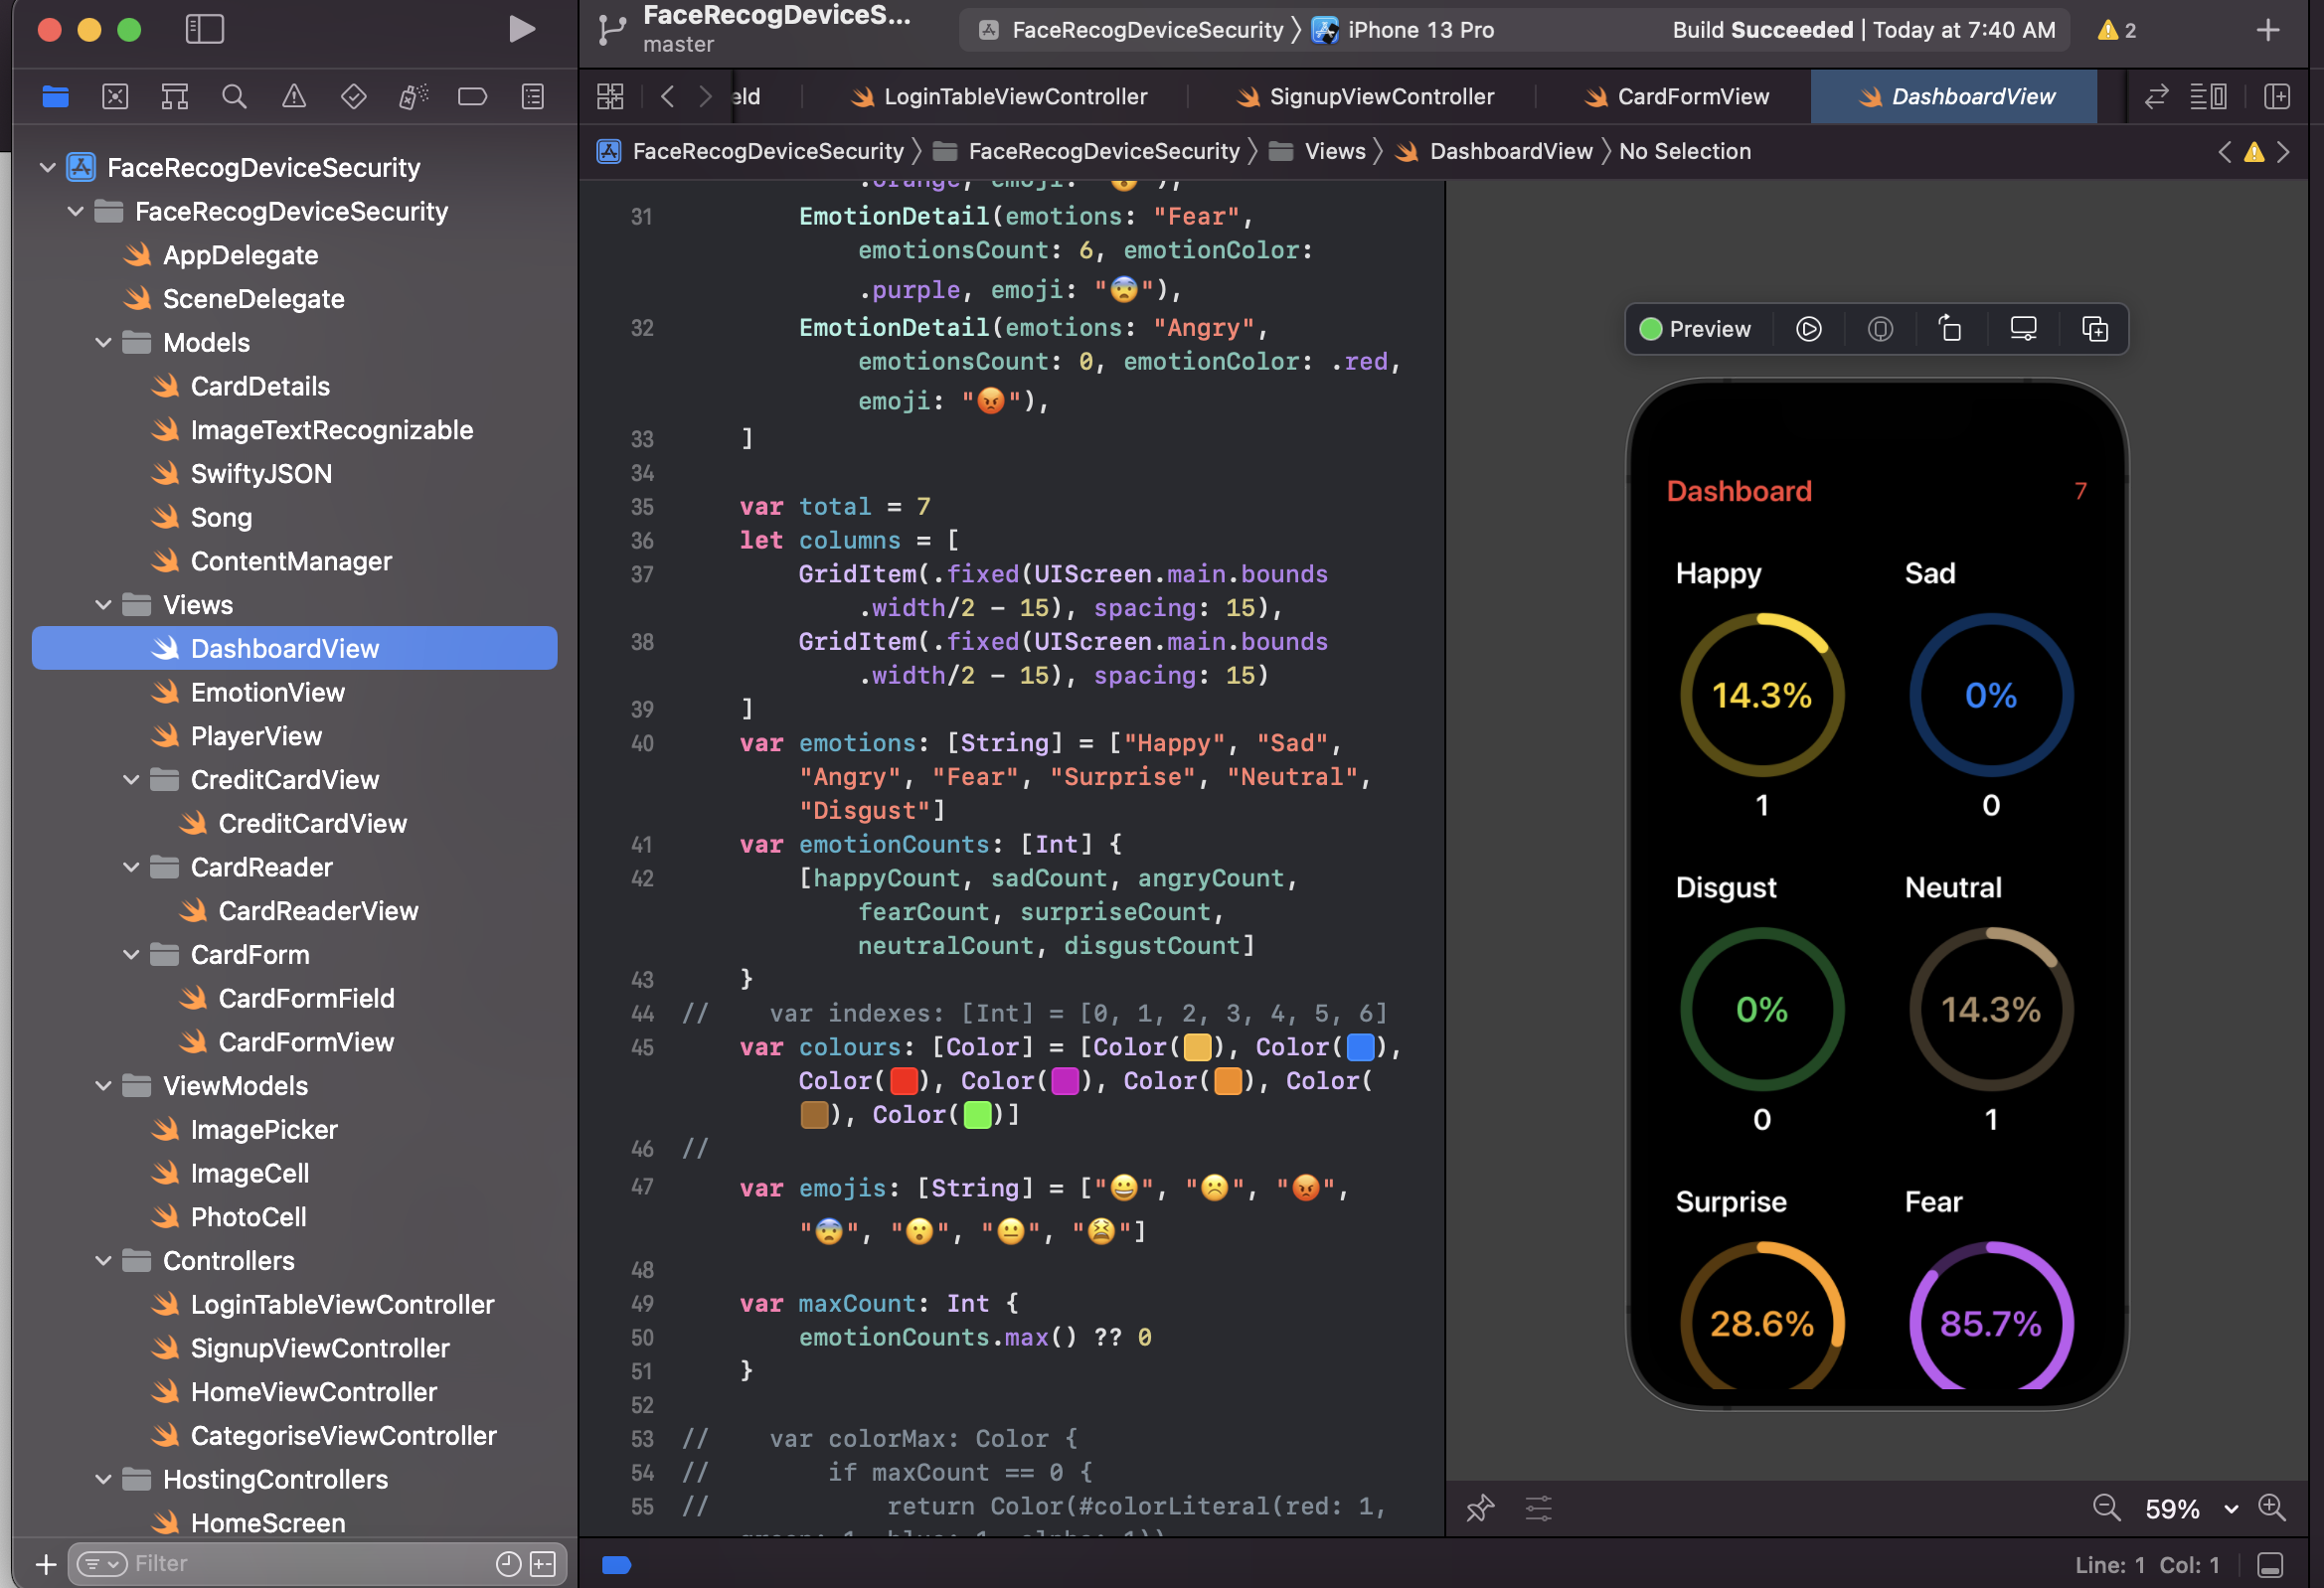 FaceRecogDeviceS...
master
FaceRecogDeviceSecurity 〉 iPhone 13 Pro
Build Succeeded | Today at 7:40 AM
2
eld
LoginTableViewController
SignupViewController
CardFormView
DashboardView
FaceRecogDeviceSecurity 〉 FaceRecogDeviceSecurity 〉 Views 〉 DashboardView 〉 No Selection
FaceRecogDeviceSecurity
FaceRecogDeviceSecurity
AppDelegate
SceneDelegate
Models
CardDetails
ImageTextRecognizable
SwiftyJSON
Song
ContentManager
Views
DashboardView
EmotionView
PlayerView
CreditCardView
CreditCardView
CardReader
CardReaderView
CardForm
CardFormField
CardFormView
ViewModels
ImagePicker
ImageCell
PhotoCell
Controllers
LoginTableViewController
SignupViewController
HomeViewController
CategoriseViewController
HostingControllers
HomeScreen
Filter
.orange, emoji: "😮"),
31 EmotionDetail(emotions: "Fear",
emotionsCount: 6, emotionColor:
.purple, emoji: "😨"),
32 EmotionDetail(emotions: "Angry",
emotionsCount: 0, emotionColor: .red,
emoji: "😡"),
33 ]
34
35 var total = 7
36 let columns = [
37 GridItem(.fixed(UIScreen.main.bounds
.width/2 - 15), spacing: 15),
38 GridItem(.fixed(UIScreen.main.bounds
.width/2 - 15), spacing: 15)
39 ]
40 var emotions: [String] = ["Happy", "Sad",
"Angry", "Fear", "Surprise", "Neutral",
"Disgust"]
41 var emotionCounts: [Int] {
42 [happyCount, sadCount, angryCount,
fearCount, surpriseCount,
neutralCount, disgustCount]
43 }
44 // var indexes: [Int] = [0, 1, 2, 3, 4, 5, 6]
45 var colours: [Color] = [Color(🟨), Color(🟦),
Color(🟥), Color(🟪), Color(🟧), Color(
🟫), Color(🟩)]
46 //
47 var emojis: [String] = ["😀", "☹️", "😡",
"😨", "😮", "😐", "😫"]
48
49 var maxCount: Int {
50 emotionCounts.max() ?? 0
51 }
52
53 // var colorMax: Color {
54 // if maxCount == 0 {
55 // return Color(#colorLiteral(red: 1,
green: 1, blue: 1, alpha: 1))
Preview
Dashboard 7
Happy Sad
14.3% 0%
1 0
Disgust Neutral
0% 14.3%
0 1
Surprise Fear
28.6% 85.7%
59%
Line: 1 Col: 1